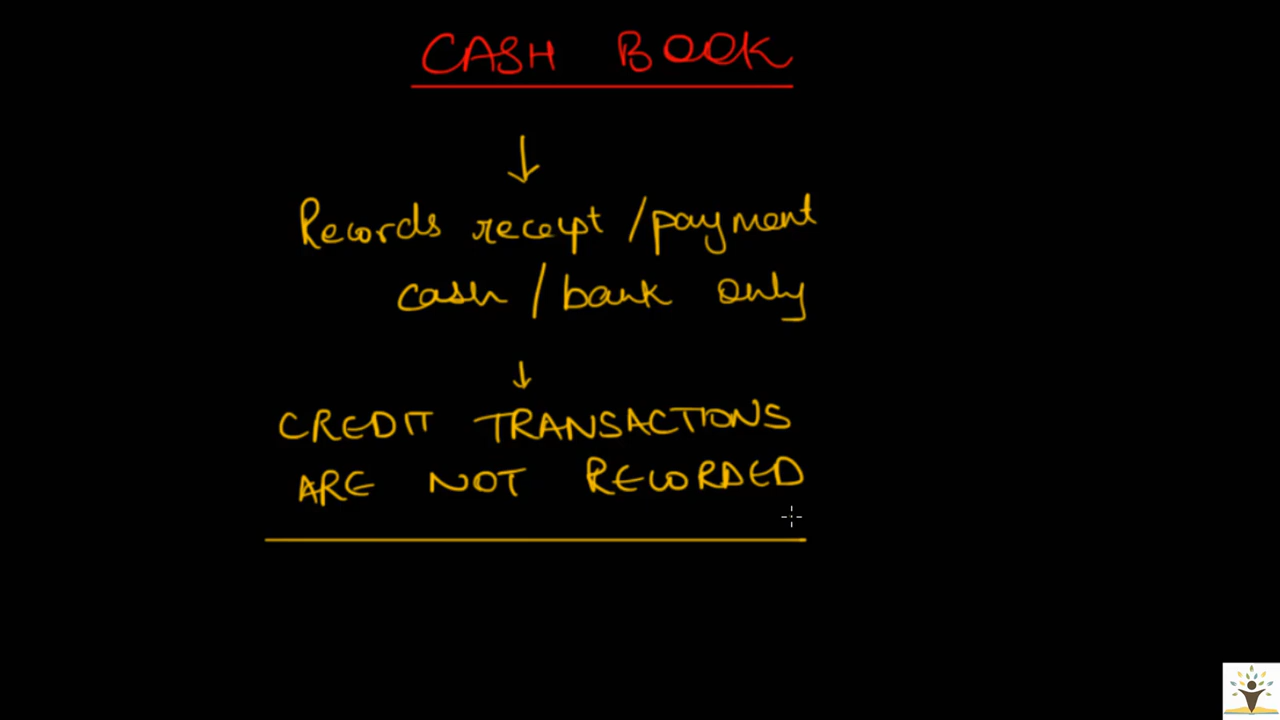 CASH BOOK
↓
Records receipt / payment
cash / bank only
↓
CREDIT TRANSACTIONS
ARE NOT RECORDED